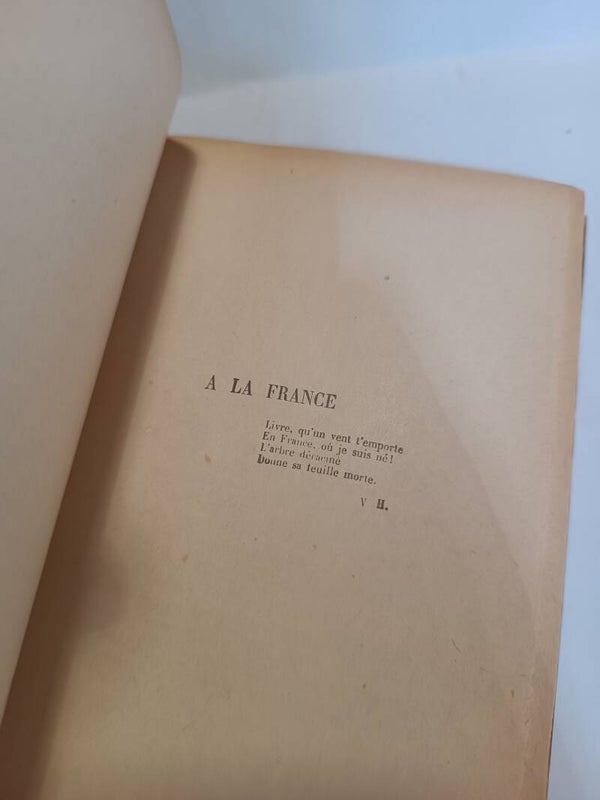 A LA FRANCE
Livre, qu'un vent t'emporte
En France, où je suis né!
L'arbre déraciné
Donne sa feuille morte.
V H.